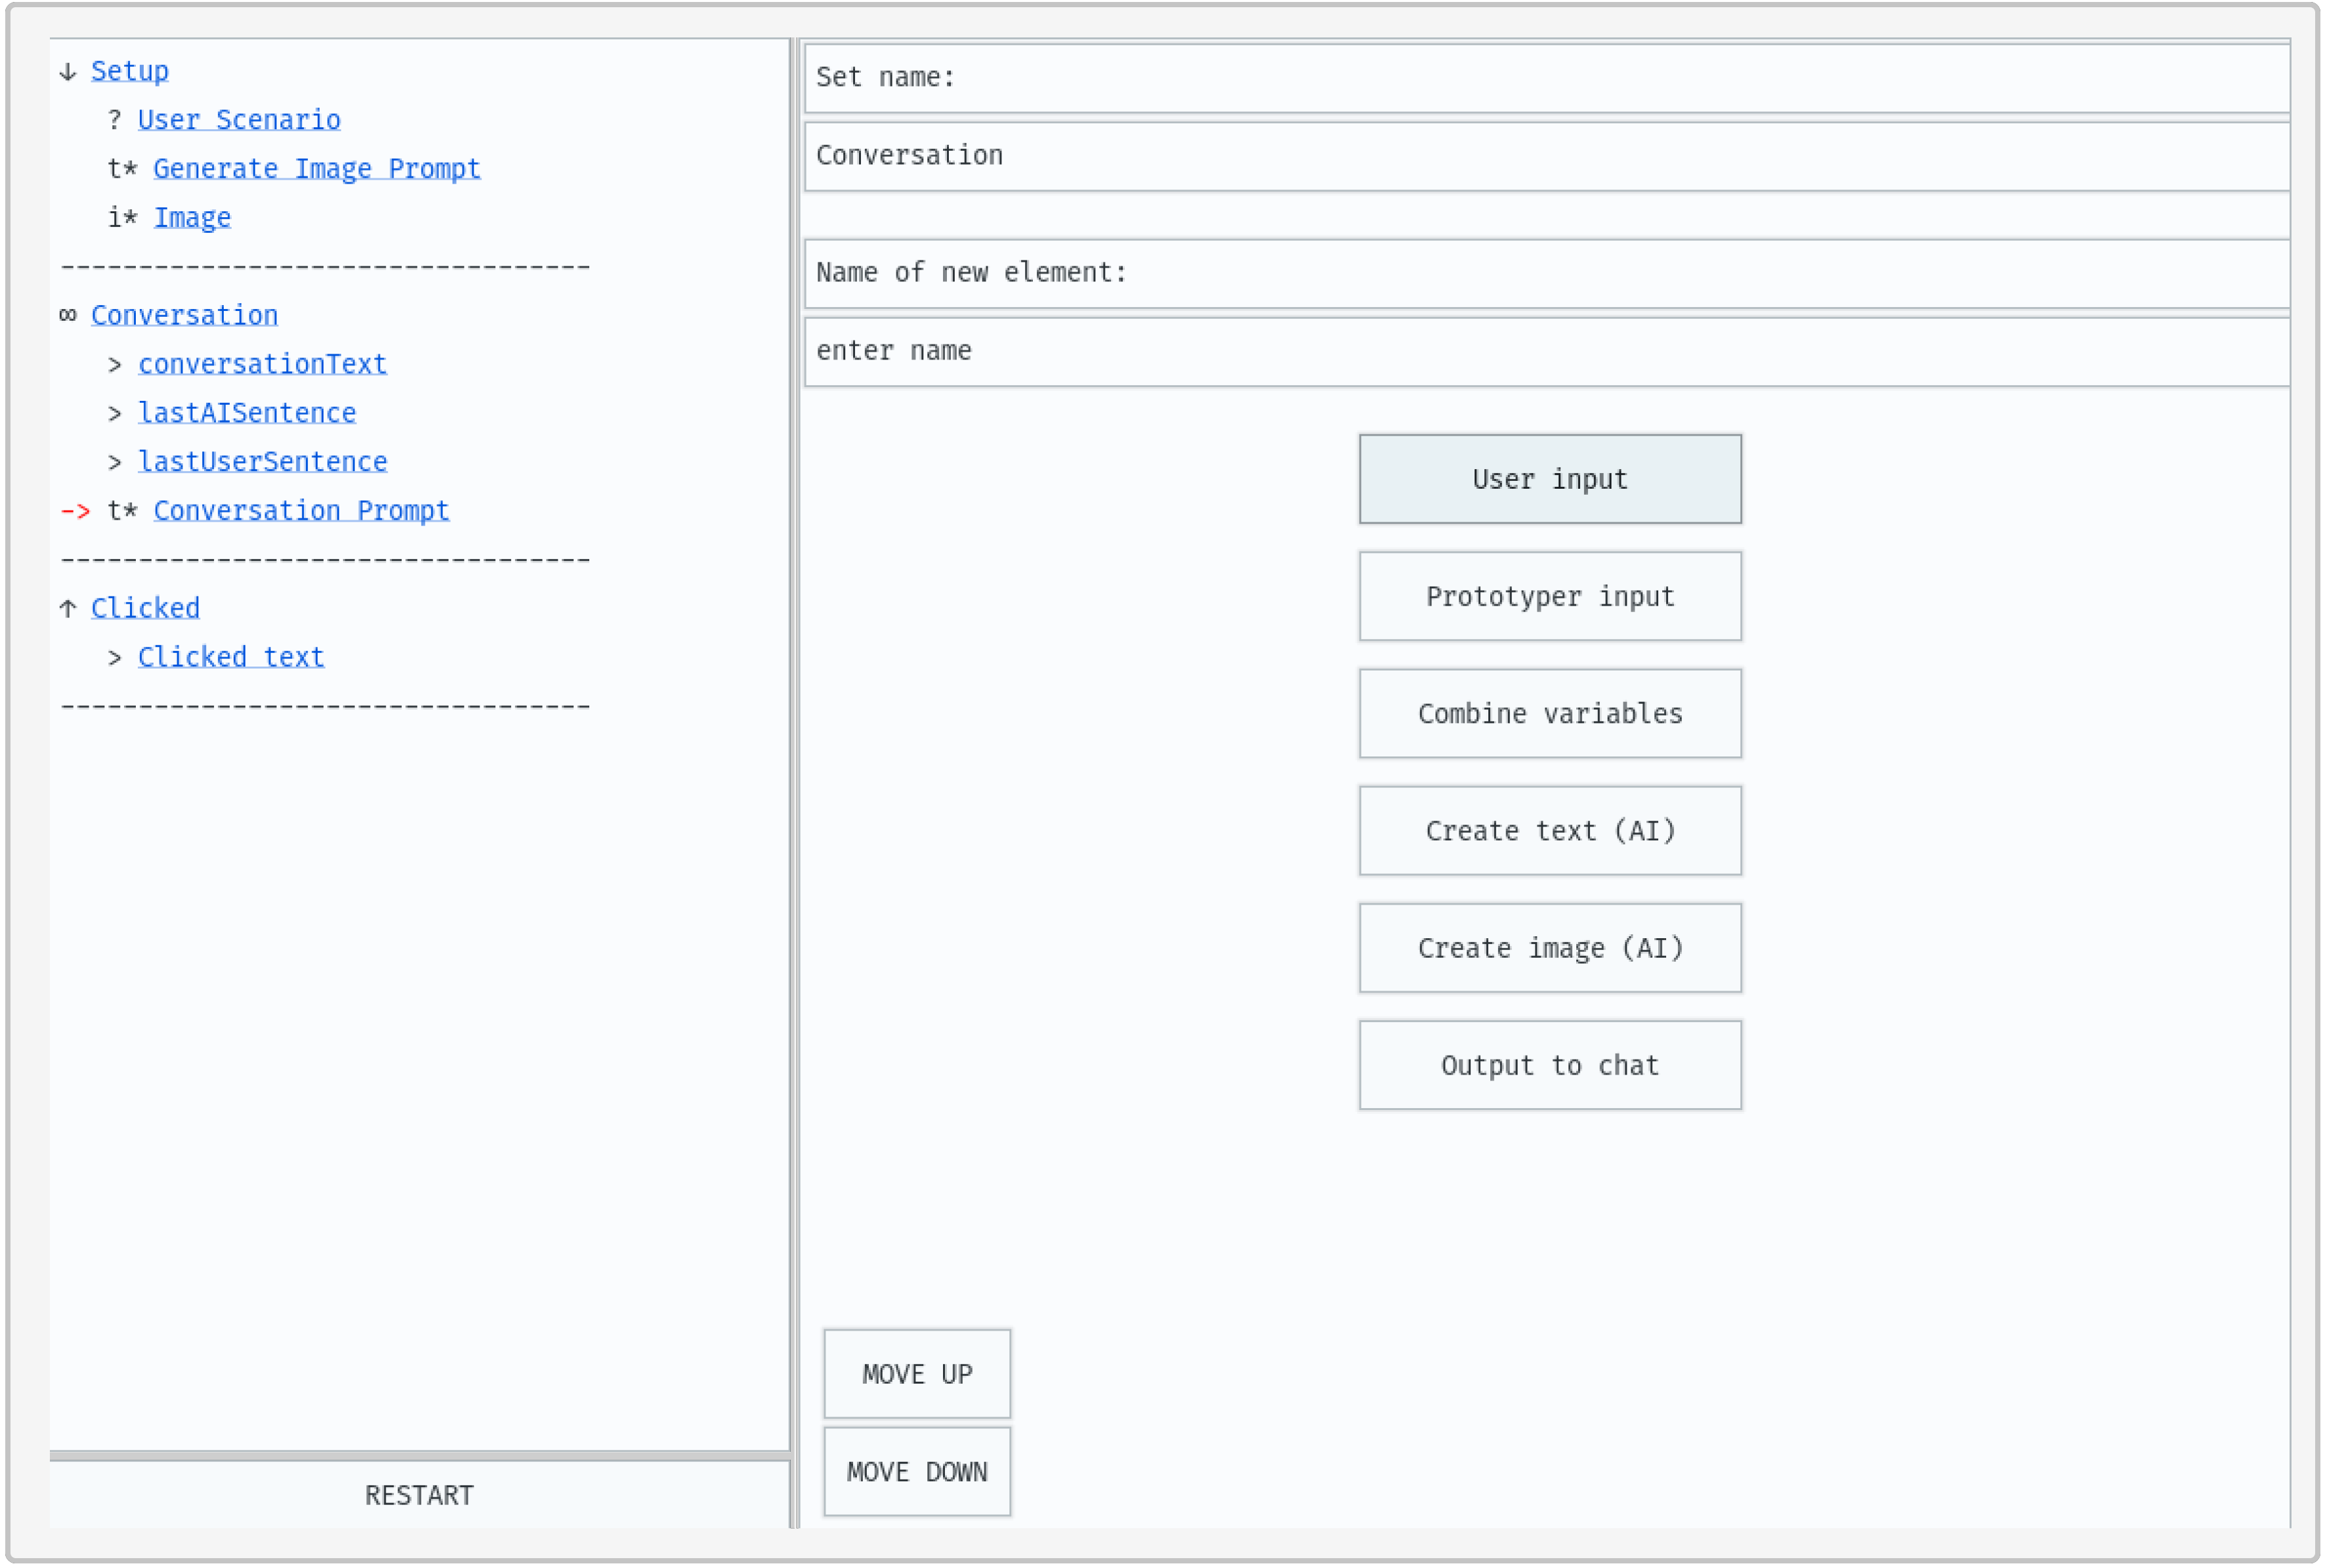 ↓ Setup
? User Scenario
t* Generate Image Prompt
i* Image
----------------------------------
∞ Conversation
> conversationText
> lastAISentence
> lastUserSentence
-> t* Conversation Prompt
----------------------------------
↑ Clicked
> Clicked text
----------------------------------
RESTART
Set name:
Conversation
Name of new element:
enter name
User input
Prototyper input
Combine variables
Create text (AI)
Create image (AI)
Output to chat
MOVE UP
MOVE DOWN